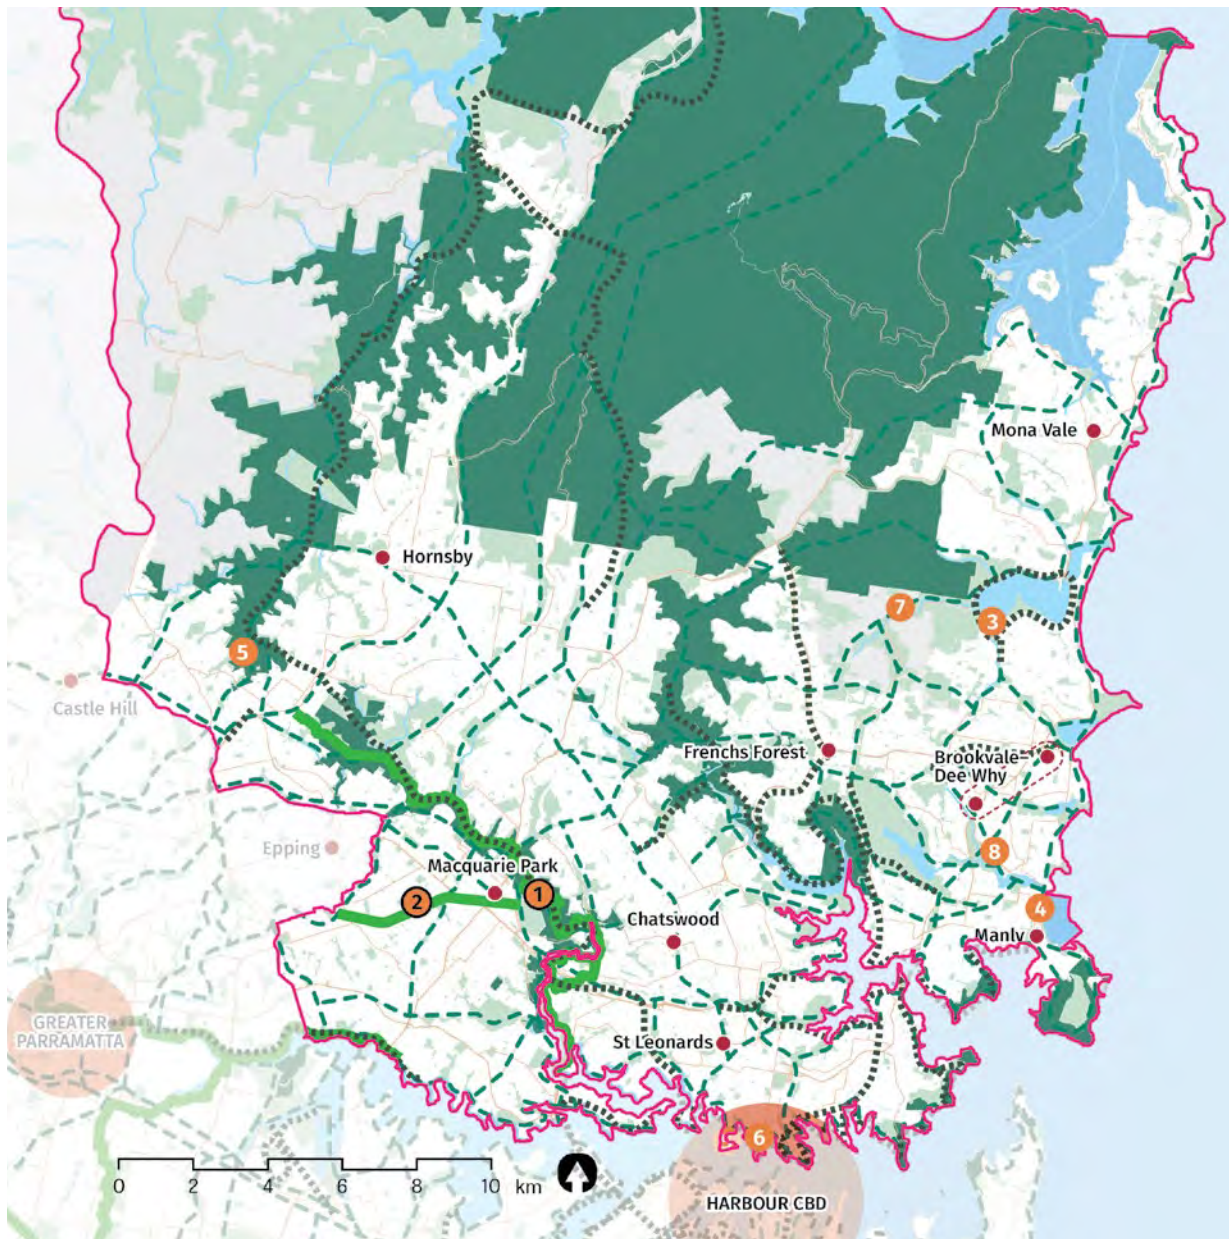 Mona Vale
Hornsby
7
3
5
Castle Hill
Frenchs Forest
Brookvale–
Dee Why
Epping
8
Macquarie Park
1
2
4
Chatswood
Manly
GREATER
PARRAMATTA
St Leonards
6
0 2 4 6 8 10 km
HARBOUR CBD